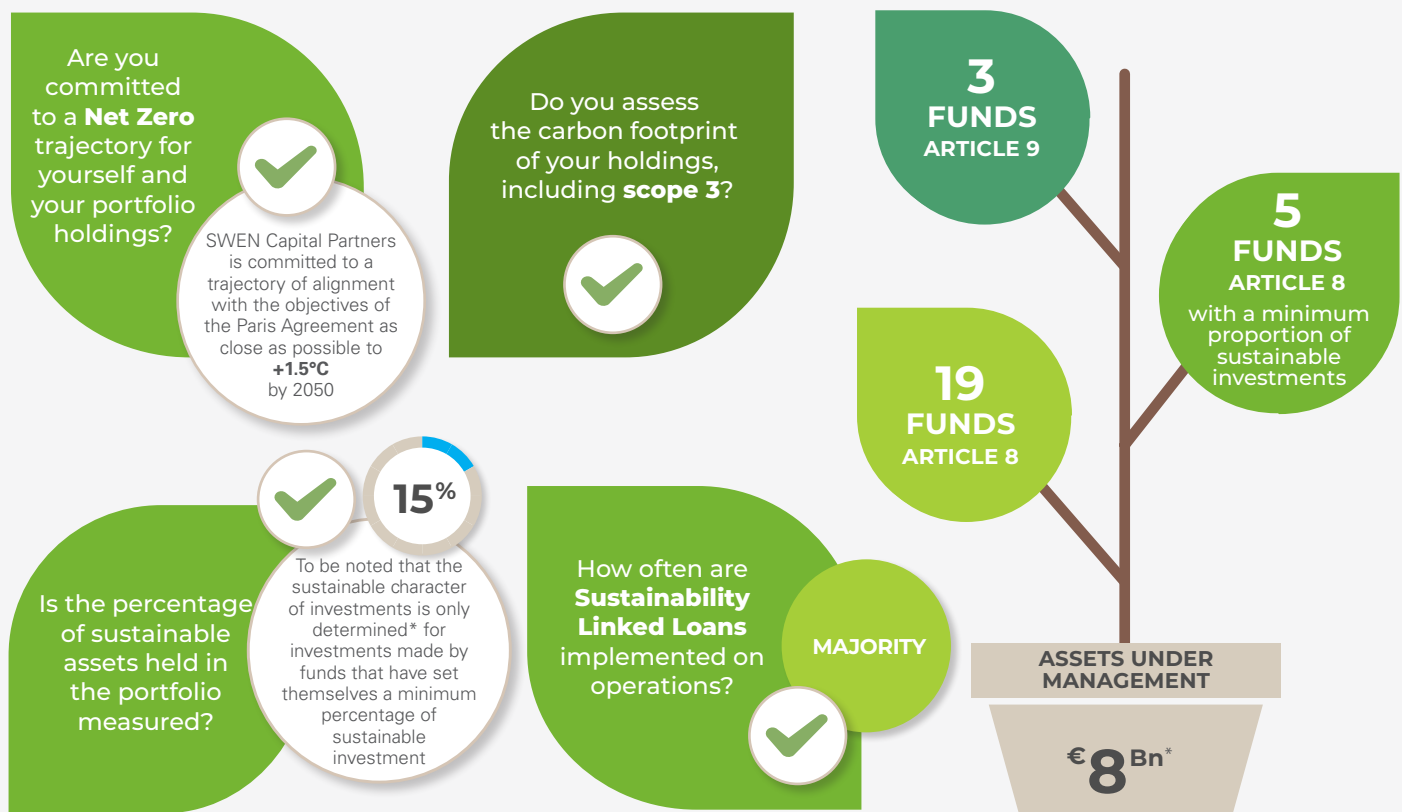 Are you
committed
to a Net Zero
trajectory for
yourself and
your portfolio
holdings?
SWEN Capital Partners
is committed to a
trajectory of alignment
with the objectives of
the Paris Agreement as
close as possible to
+1.5°C
by 2050
Do you assess
the carbon footprint
of your holdings,
including scope 3?
3
FUNDS
ARTICLE 9
5
FUNDS
ARTICLE 8
with a minimum
proportion of
sustainable
investments
19
FUNDS
ARTICLE 8
Is the percentage
of sustainable
assets held in
the portfolio
measured?
15%
To be noted that the
sustainable character
of investments is only
determined* for
investments made by
funds that have set
themselves a minimum
percentage of
sustainable
investment
How often are
Sustainability
Linked Loans
implemented on
operations?
MAJORITY
ASSETS UNDER
MANAGEMENT
€8Bn*